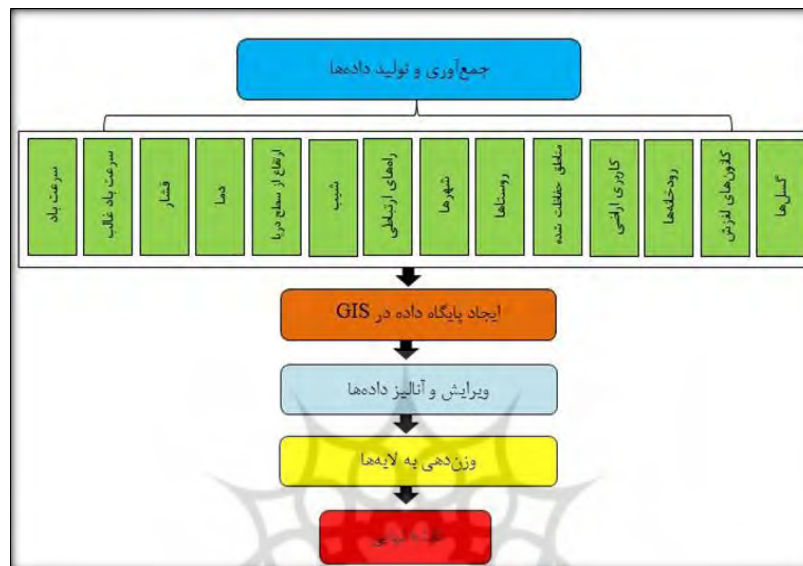 جمع‌آوری و تولید داده‌ها
گسل‌ها
کانون‌های لغزش
رودخانه‌ها
کاربری اراضی
مناطق حفاظت شده
روستاها
شهرها
راه‌های ارتباطی
شیب
ارتفاع از سطح دریا
دما
فشار
سرعت باد غالب
سرعت باد
ایجاد پایگاه داده در GIS
ویرایش و آنالیز داده‌ها
وزن‌دهی به لایه‌ها